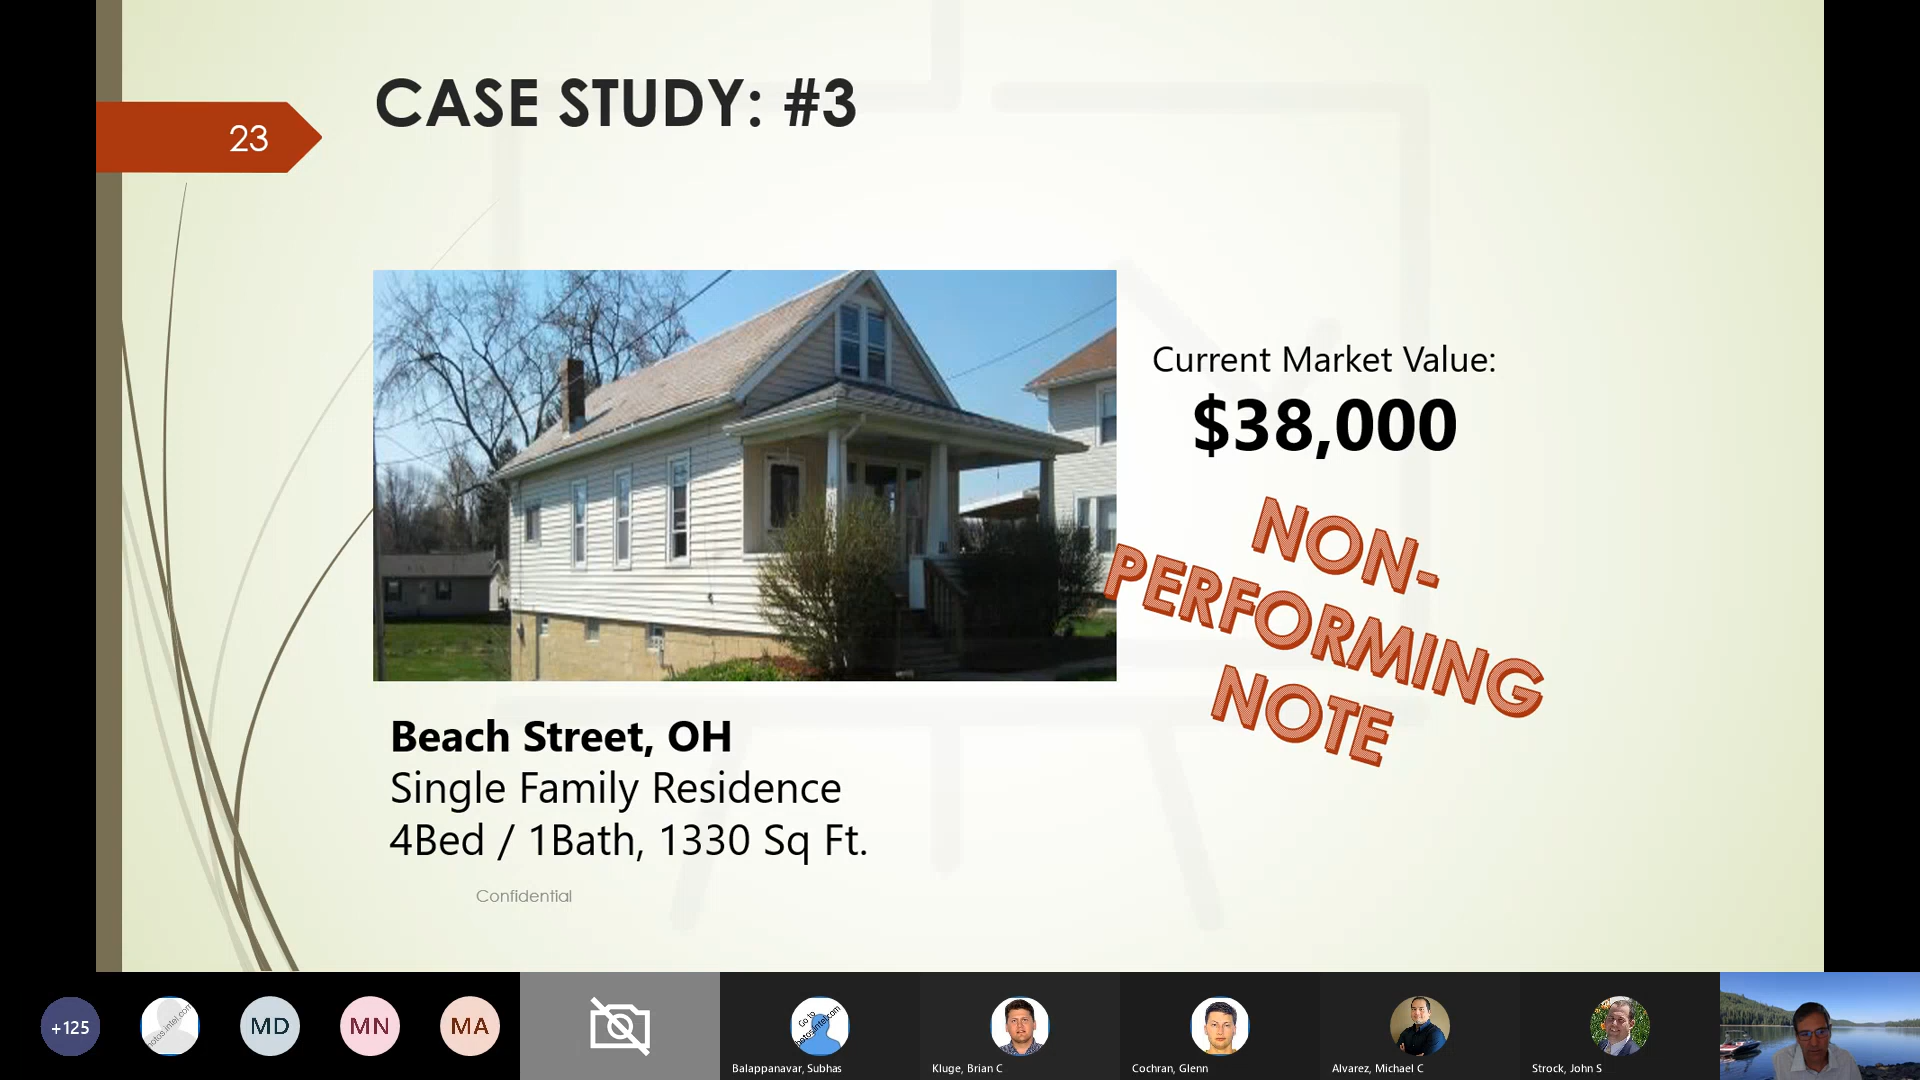 CASE STUDY: #3
23
Current Market Value:
$38,000
NON-
PERFORMING
NOTE
Beach Street, OH
Single Family Residence
4Bed / 1Bath, 1330 Sq Ft.
Confidential
+125
MD
MN
MA
Go to
Balappanavar, Subhas
Kluge, Brian C
Cochran, Glenn
Alvarez, Michael C
Strock, John S